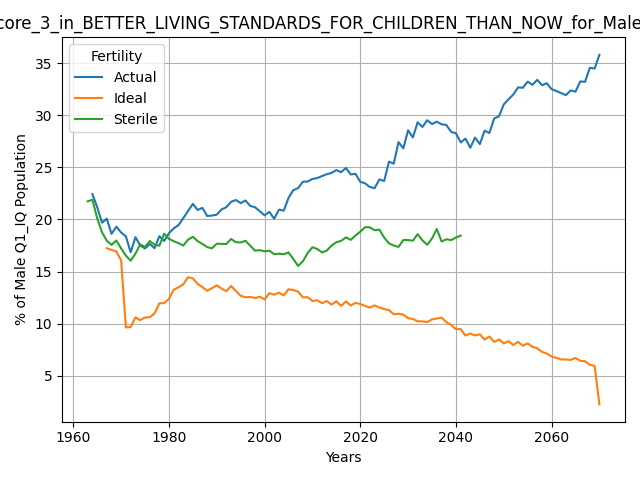 core_3_in_BETTER_LIVING_STANDARDS_FOR_CHILDREN_THAN_NOW_for_Male
Fertility
Actual
Ideal
Sterile
% of Male Q1_IQ Population
35
30
25
20
15
10
5
1960 1980 2000 2020 2040 2060
Years